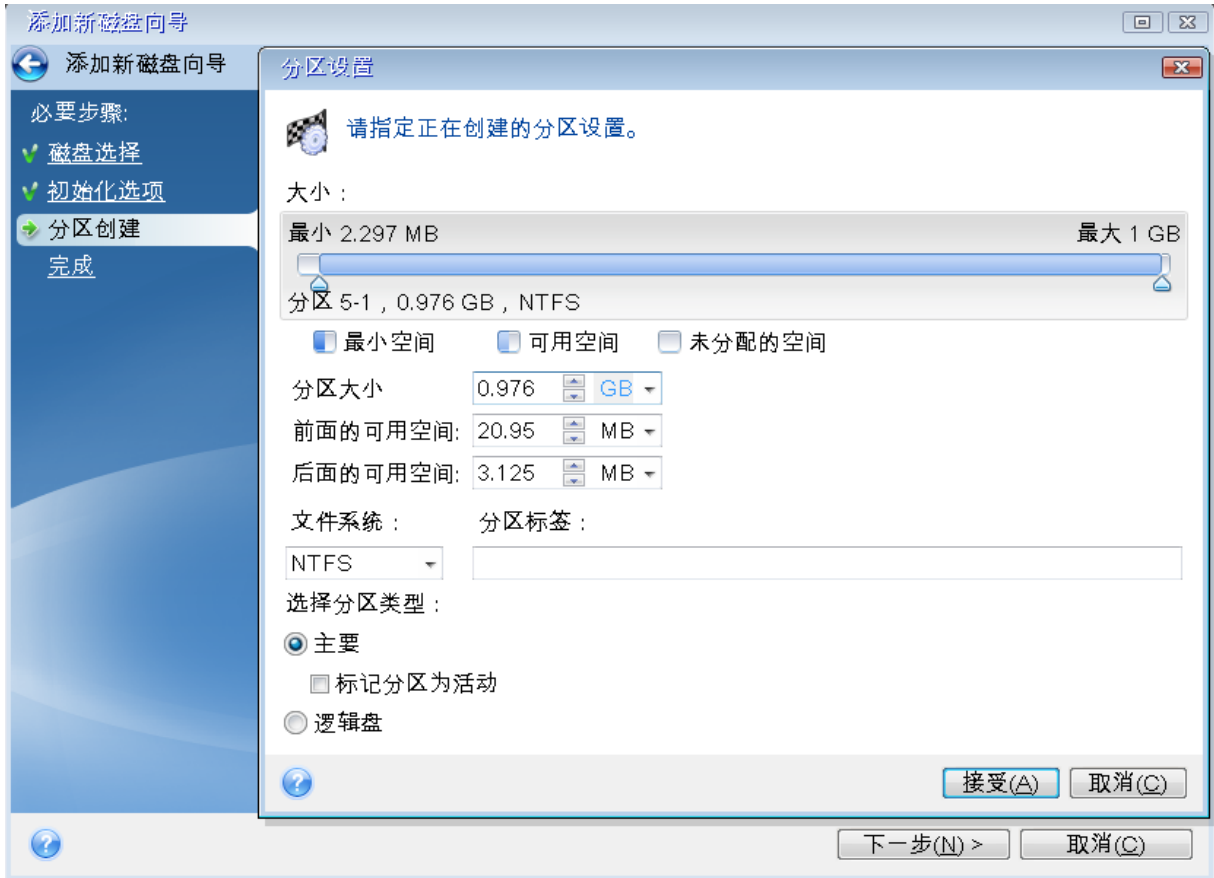 添加新磁盘向导
添加新磁盘向导
必要步骤:
磁盘选择
初始化选项
分区创建
完成
分区设置
请指定正在创建的分区设置。
大小：
最小 2.297 MB 最大 1 GB
分区 5-1 , 0.976 GB , NTFS
最小空间 可用空间 未分配的空间
分区大小 0.976 GB
前面的可用空间: 20.95 MB
后面的可用空间: 3.125 MB
文件系统： 分区标签：
NTFS
选择分区类型：
主要
标记分区为活动
逻辑盘
接受(A) 取消(C)
下一步(N) > 取消(C)